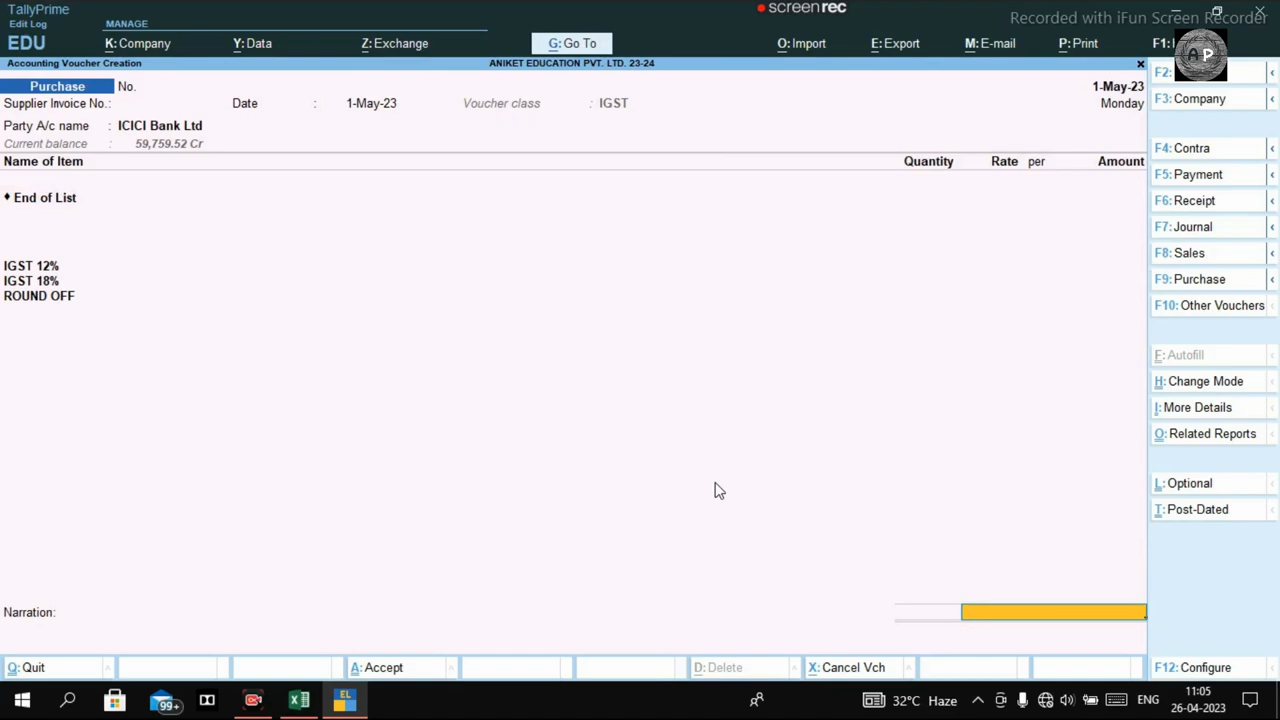 TallyPrime
Edit Log
EDU
MANAGE
K: Company
Y: Data
Z: Exchange
G: Go To
O: Import
E: Export
M: E-mail
P: Print
F1:
screenrec
Recorded with iFun Screen Recorder
AP
Accounting Voucher Creation
ANIKET EDUCATION PVT. LTD. 23-24
Purchase No.
1-May-23
Supplier Invoice No.: Date : 1-May-23 Voucher class : IGST
Monday
Party A/c name : ICICI Bank Ltd
Current balance : 59,759.52 Cr
Name of Item Quantity Rate per Amount
♦ End of List
IGST 12%
IGST 18%
ROUND OFF
Narration:
F2:
F3: Company
F4: Contra
F5: Payment
F6: Receipt
F7: Journal
F8: Sales
F9: Purchase
F10: Other Vouchers
F: Autofill
H: Change Mode
I: More Details
O: Related Reports
L: Optional
T: Post-Dated
Q: Quit
A: Accept
D: Delete
X: Cancel Vch
F12: Configure
99+
EL
32°C Haze
ENG
11:05
26-04-2023